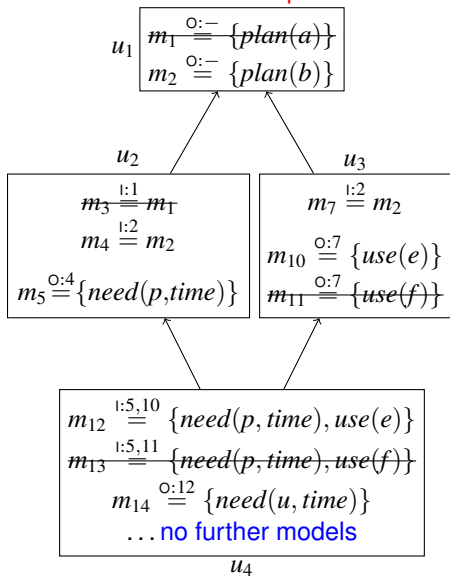 u1
m1 O:–= {plan(a)}
m2 O:–= {plan(b)}
u2
m3 I:1= m1
m4 I:2= m2
m5 O:4= {need(p,time)}
u3
m7 I:2= m2
m10 O:7= {use(e)}
m11 O:7= {use(f)}
m12 I:5,10= {need(p, time), use(e)}
m13 I:5,11= {need(p, time), use(f)}
m14 O:12= {need(u, time)}
... no further models
u4